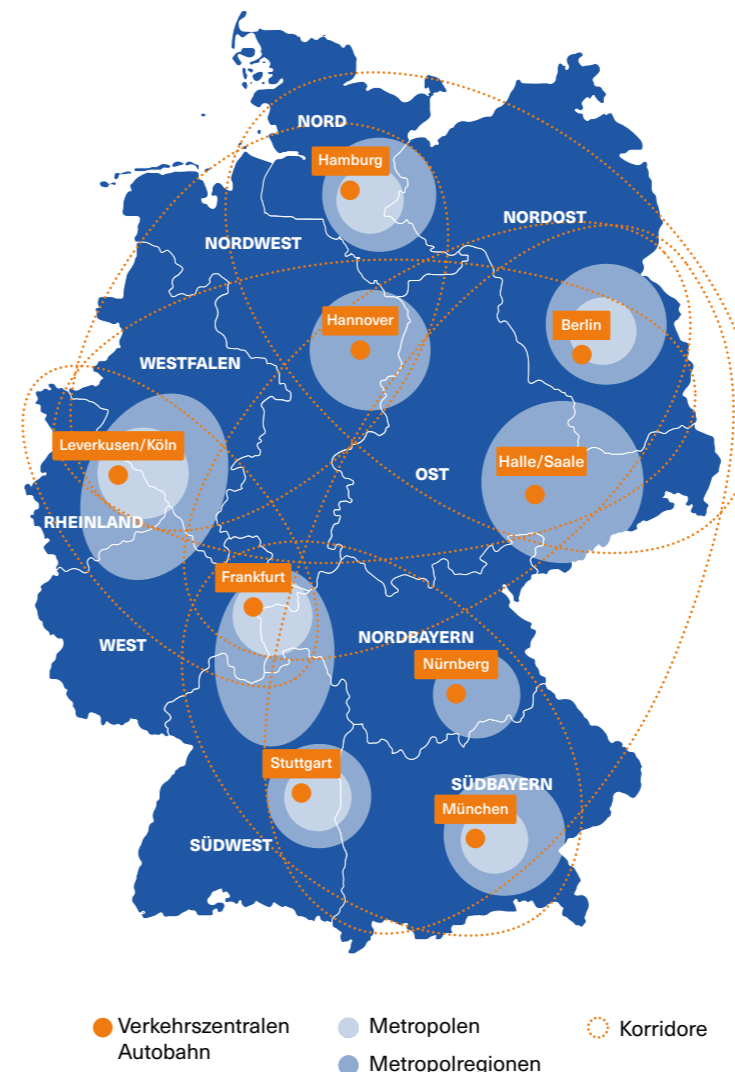 NORD
Hamburg
NORDOST
NORDWEST
Hannover
Berlin
WESTFALEN
Leverkusen/Köln
Halle/Saale
OST
RHEINLAND
Frankfurt
NORDBAYERN
WEST
Nürnberg
Stuttgart
SÜDBAYERN
München
SÜDWEST
Verkehrszentralen
Autobahn
Metropolen
Metropolregionen
Korridore